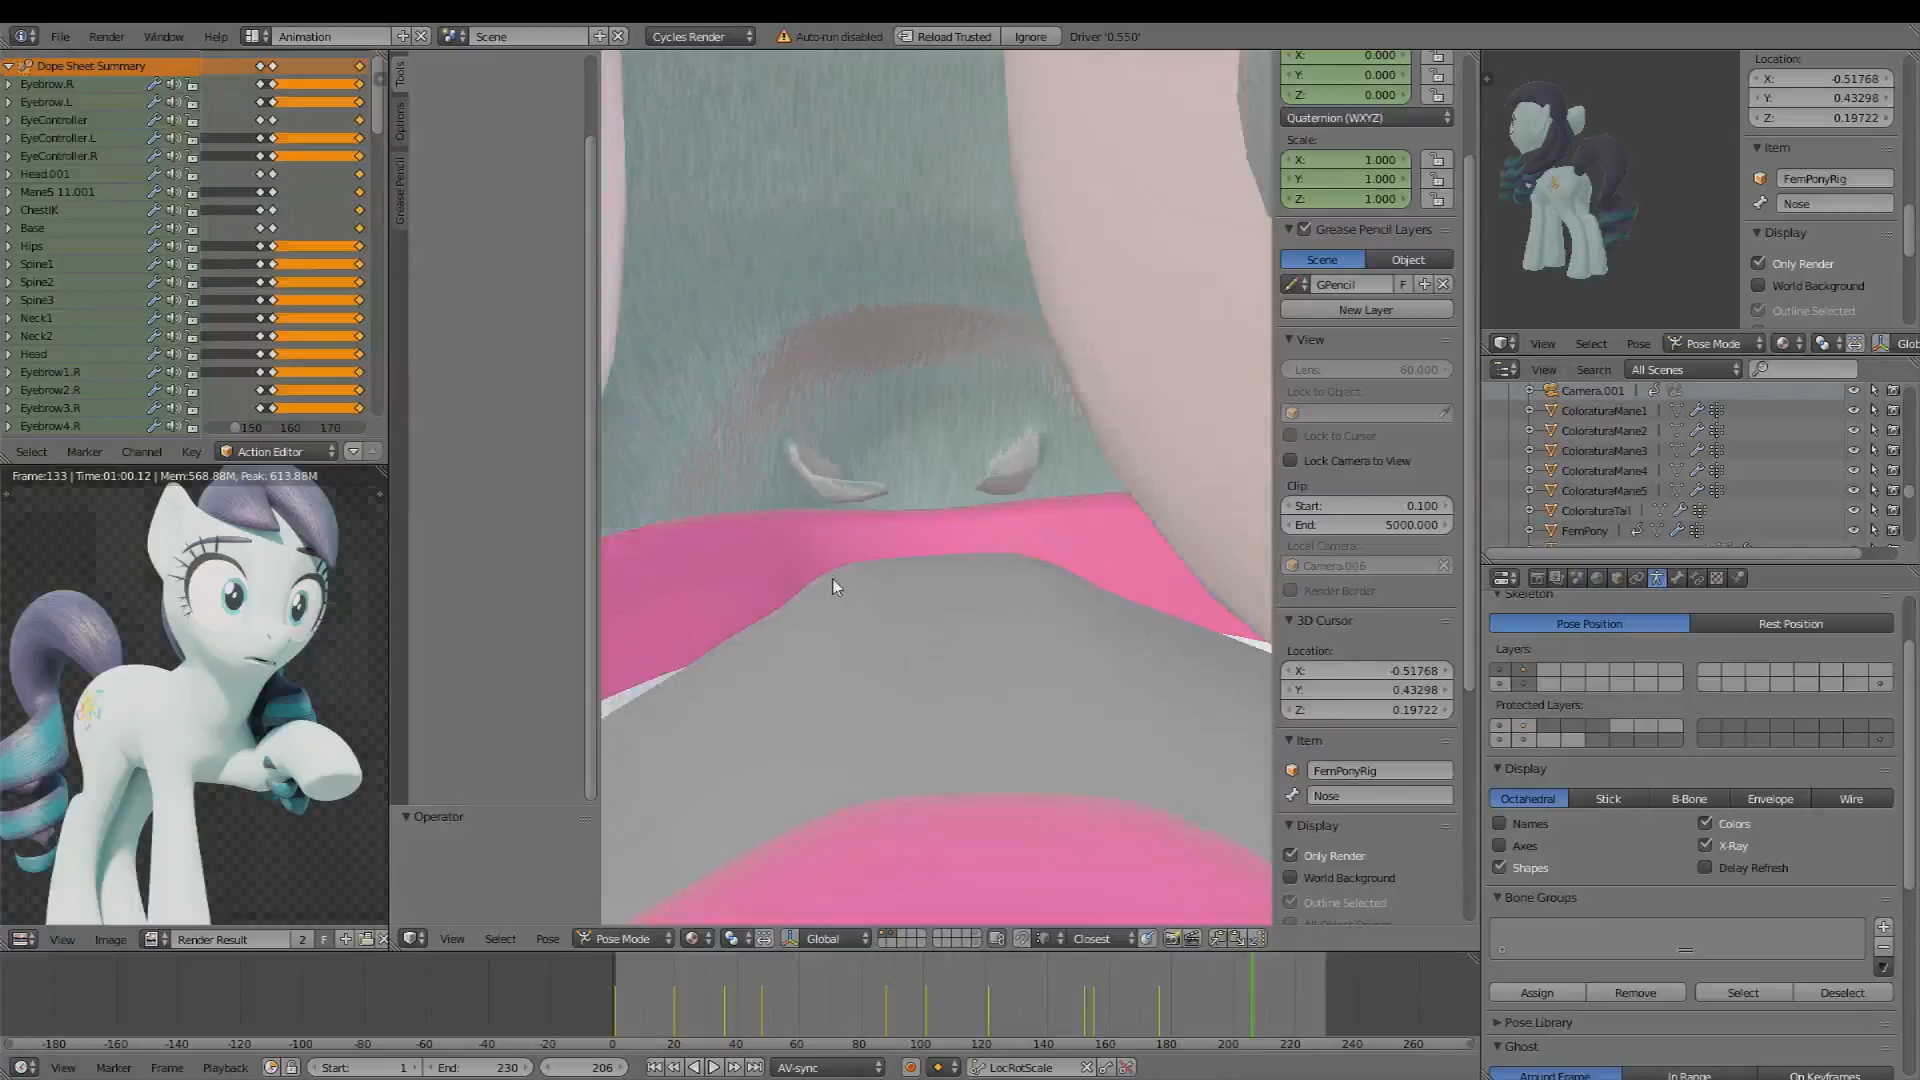 File Render Window Help Animation Scene Cycles Render Auto-run disabled Reload Trusted Ignore Driver '0.550'
Dope Sheet Summary
Eyebrow.R
Eyebrow.L
EyeController
EyeController.L
EyeController.R
Head.001
Mane5 11.001
ChestIK
Base
Hips
Spine1
Spine2
Spine3
Neck1
Neck2
Head
Eyebrow1.R
Eyebrow2.R
Eyebrow3.R
Eyebrow4.R
150 160 170
Select Marker Channel Key Action Editor
Frame:133 | Time:01:00.12 | Mem:568.88M, Peak: 613.88M
View Image Render Result 2 F
Tools
Options
Grease Pencil
Operator
X: 0.000
Y: 0.000
Z: 0.000
Quaternion (WXYZ)
Scale:
X: 1.000
Y: 1.000
Z: 1.000
Grease Pencil Layers
Scene Object
GPencil F
New Layer
View
Lens: 60.000
Lock to Object:
Lock to Cursor
Lock Camera to View
Clip:
Start: 0.100
End: 5000.000
Local Camera:
Camera.006
Render Border
3D Cursor
Location:
X: -0.51768
Y: 0.43298
Z: 0.19722
Item
FemPonyRig
Nose
Display
Only Render
World Background
Outline Selected
View Select Pose Pose Mode Global Closest
Location:
X: -0.51768
Y: 0.43298
Z: 0.19722
Item
FemPonyRig
Nose
Display
Only Render
World Background
Outline Selected
View Select Pose Pose Mode Glob
View Search All Scenes
Camera.001
ColoraturaMane1
ColoraturaMane2
ColoraturaMane3
ColoraturaMane4
ColoraturaMane5
ColoraturaTail
FemPony
Skeleton
Pose Position Rest Position
Layers:
Protected Layers:
Display
Octahedral Stick B-Bone Envelope Wire
Names Colors
Axes X-Ray
Shapes Delay Refresh
Bone Groups
Assign Remove Select Deselect
Pose Library
Ghost
Around Frame In Range On Keyframes
-180 -160 -140 -120 -100 -80 -60 -40 -20 0 20 40 60 80 100 120 140 160 180 200 220 240 260
View Marker Frame Playback Start: 1 End: 230 206 AV-sync LocRotScale